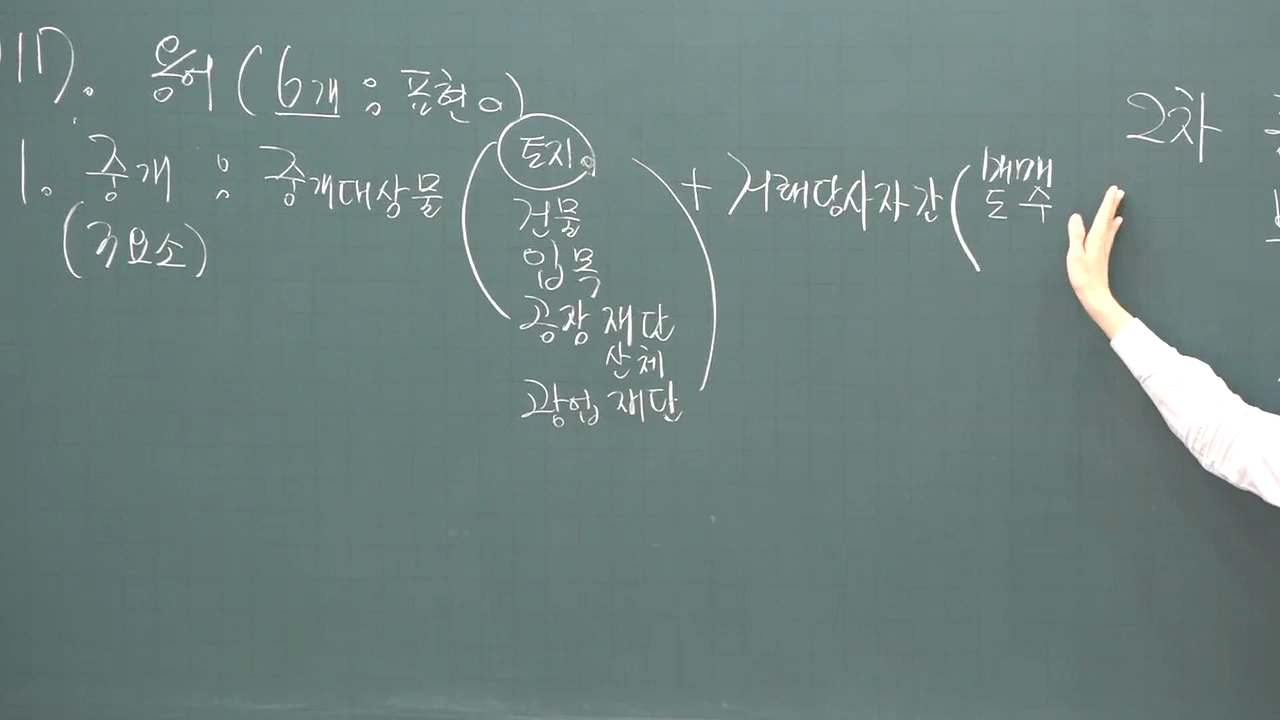 용어 (6개 : 표현이)
1. 중개 : 중개대상물 ( 토지 + 거래당사자간 ( 매매
(3요소)
건물
도 수
입목
공장 재단
산 체
광업 재단 )
2차